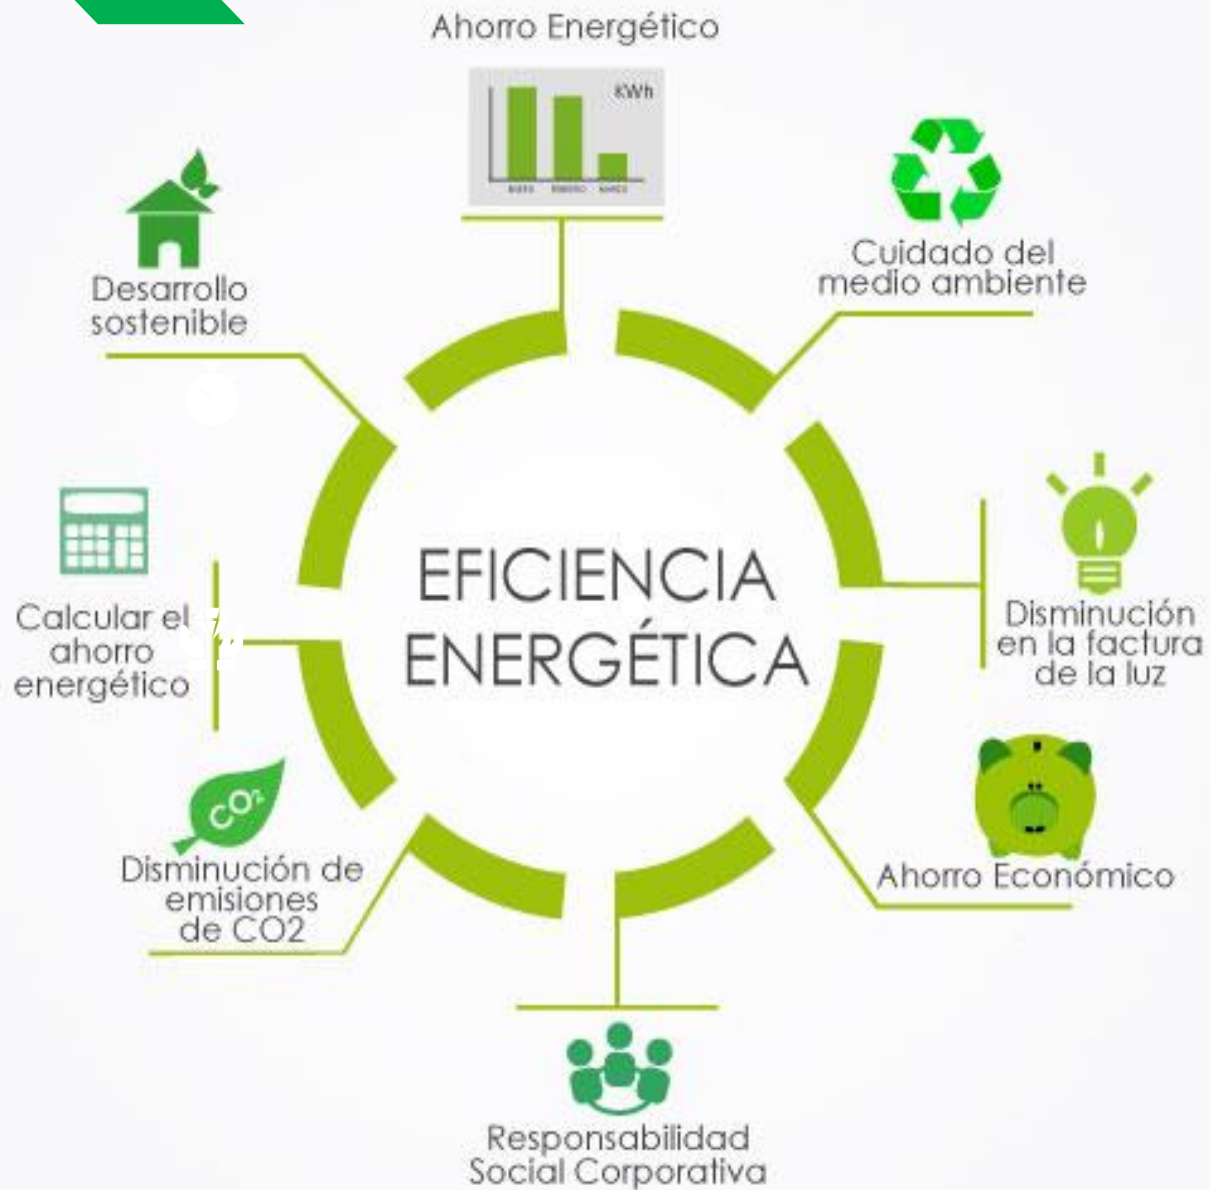 Ahorro Energético
KWh
Cuidado del
medio ambiente
Desarrollo
sostenible
EFICIENCIA
ENERGÉTICA
Disminución
en la factura
de la luz
Calcular el
ahorro
energético
CO2
Ahorro Económico
Disminución de
emisiones
de CO2
Responsabilidad
Social Corporativa